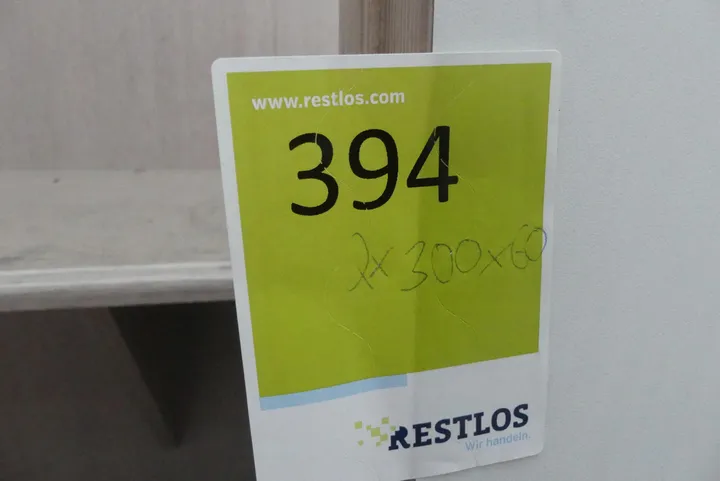 www.restlos.com
394
2x 300x60
RESTLOS
Wir handeln.